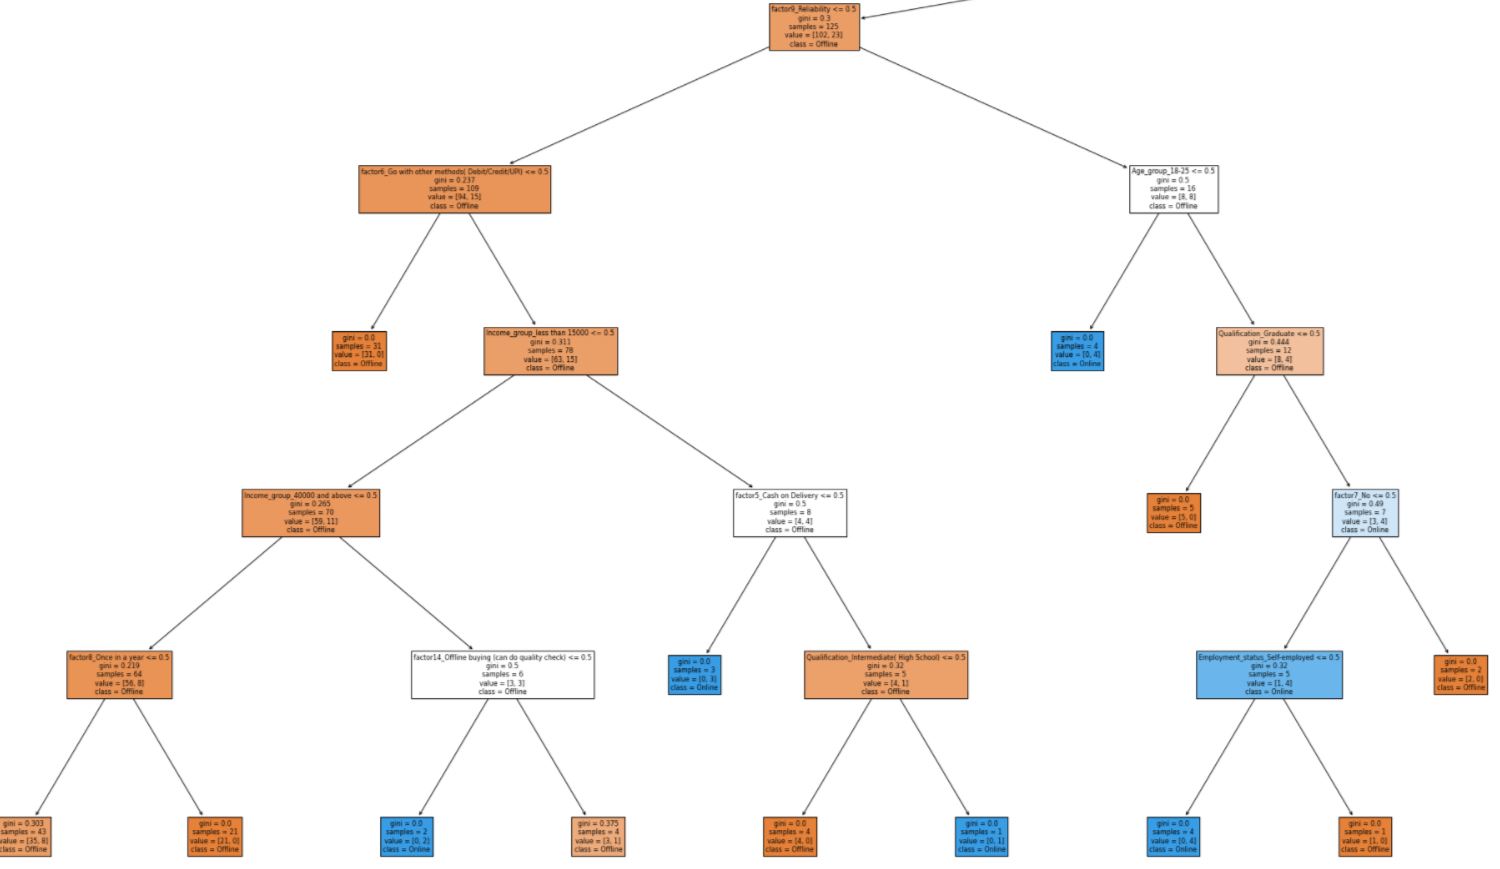 factor9_Reliability <= 0.5
gini = 0.3
samples = 125
value = [102, 23]
class = Offline
factor6_Go with other methods( Debit/Credit/UPI) <= 0.5
gini = 0.237
samples = 109
value = [94, 15]
class = Offline
Age_group_18-25 <= 0.5
gini = 0.5
samples = 16
value = [8, 8]
class = Offline
gini = 0.0
samples = 31
value = [31, 0]
class = Offline
Income_group_less than 15000 <= 0.5
gini = 0.311
samples = 78
value = [63, 15]
class = Offline
gini = 0.0
samples = 4
value = [0, 4]
class = Online
Qualification_Graduate <= 0.5
gini = 0.444
samples = 12
value = [8, 4]
class = Offline
Income_group_40000 and above <= 0.5
gini = 0.265
samples = 70
value = [59, 11]
class = Offline
factor5_Cash on Delivery <= 0.5
gini = 0.5
samples = 8
value = [4, 4]
class = Offline
gini = 0.0
samples = 5
value = [5, 0]
class = Offline
factor7_No <= 0.5
gini = 0.49
samples = 7
value = [3, 4]
class = Online
factor8_Once in a year <= 0.5
gini = 0.219
samples = 64
value = [56, 8]
class = Offline
factor14_Offline buying (can do quality check) <= 0.5
gini = 0.5
samples = 6
value = [3, 3]
class = Offline
gini = 0.0
samples = 3
value = [0, 3]
class = Online
Qualification_Intermediate( High School) <= 0.5
gini = 0.32
samples = 5
value = [4, 1]
class = Offline
Employment_status_Self-employed <= 0.5
gini = 0.32
samples = 5
value = [1, 4]
class = Online
gini = 0.0
samples = 2
value = [2, 0]
class = Offline
gini = 0.303
samples = 43
value = [35, 8]
class = Offline
gini = 0.0
samples = 21
value = [21, 0]
class = Offline
gini = 0.0
samples = 2
value = [0, 2]
class = Online
gini = 0.375
samples = 4
value = [3, 1]
class = Offline
gini = 0.0
samples = 4
value = [4, 0]
class = Offline
gini = 0.0
samples = 1
value = [0, 1]
class = Online
gini = 0.0
samples = 4
value = [0, 4]
class = Online
gini = 0.0
samples = 1
value = [1, 0]
class = Offline